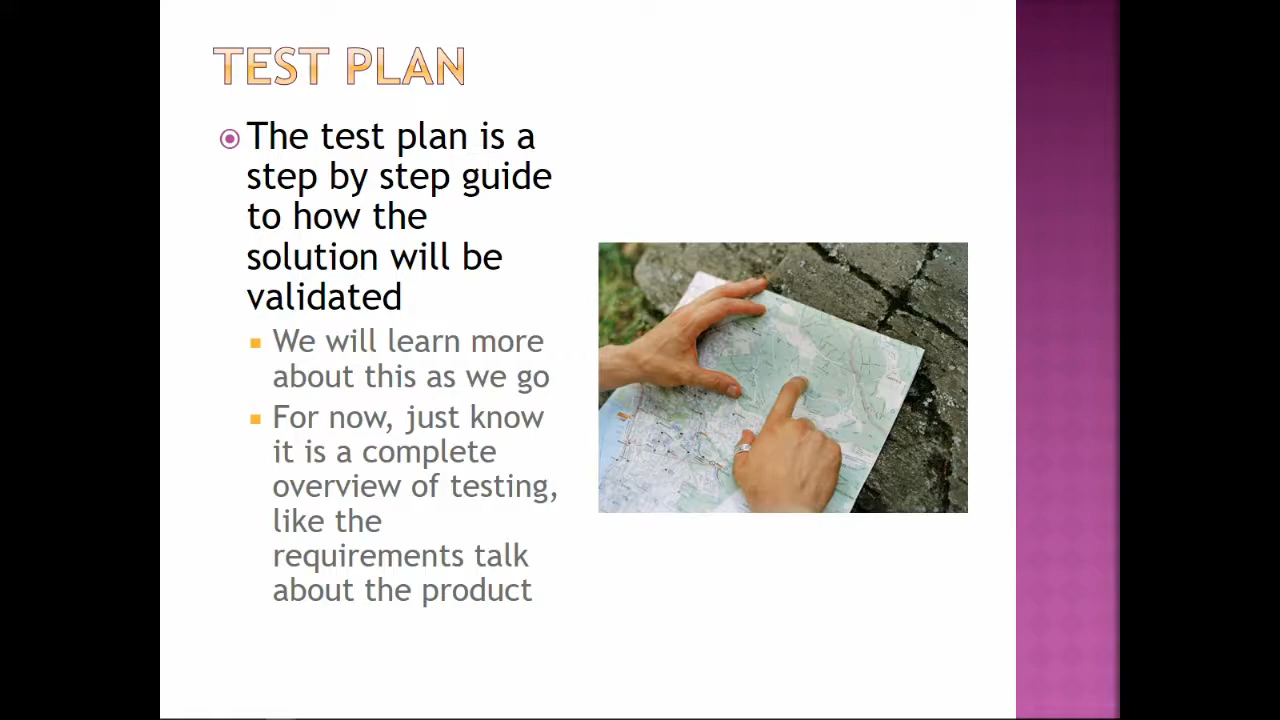 TEST PLAN
The test plan is a
step by step guide
to how the
solution will be
validated
We will learn more
about this as we go
For now, just know
it is a complete
overview of testing,
like the
requirements talk
about the product